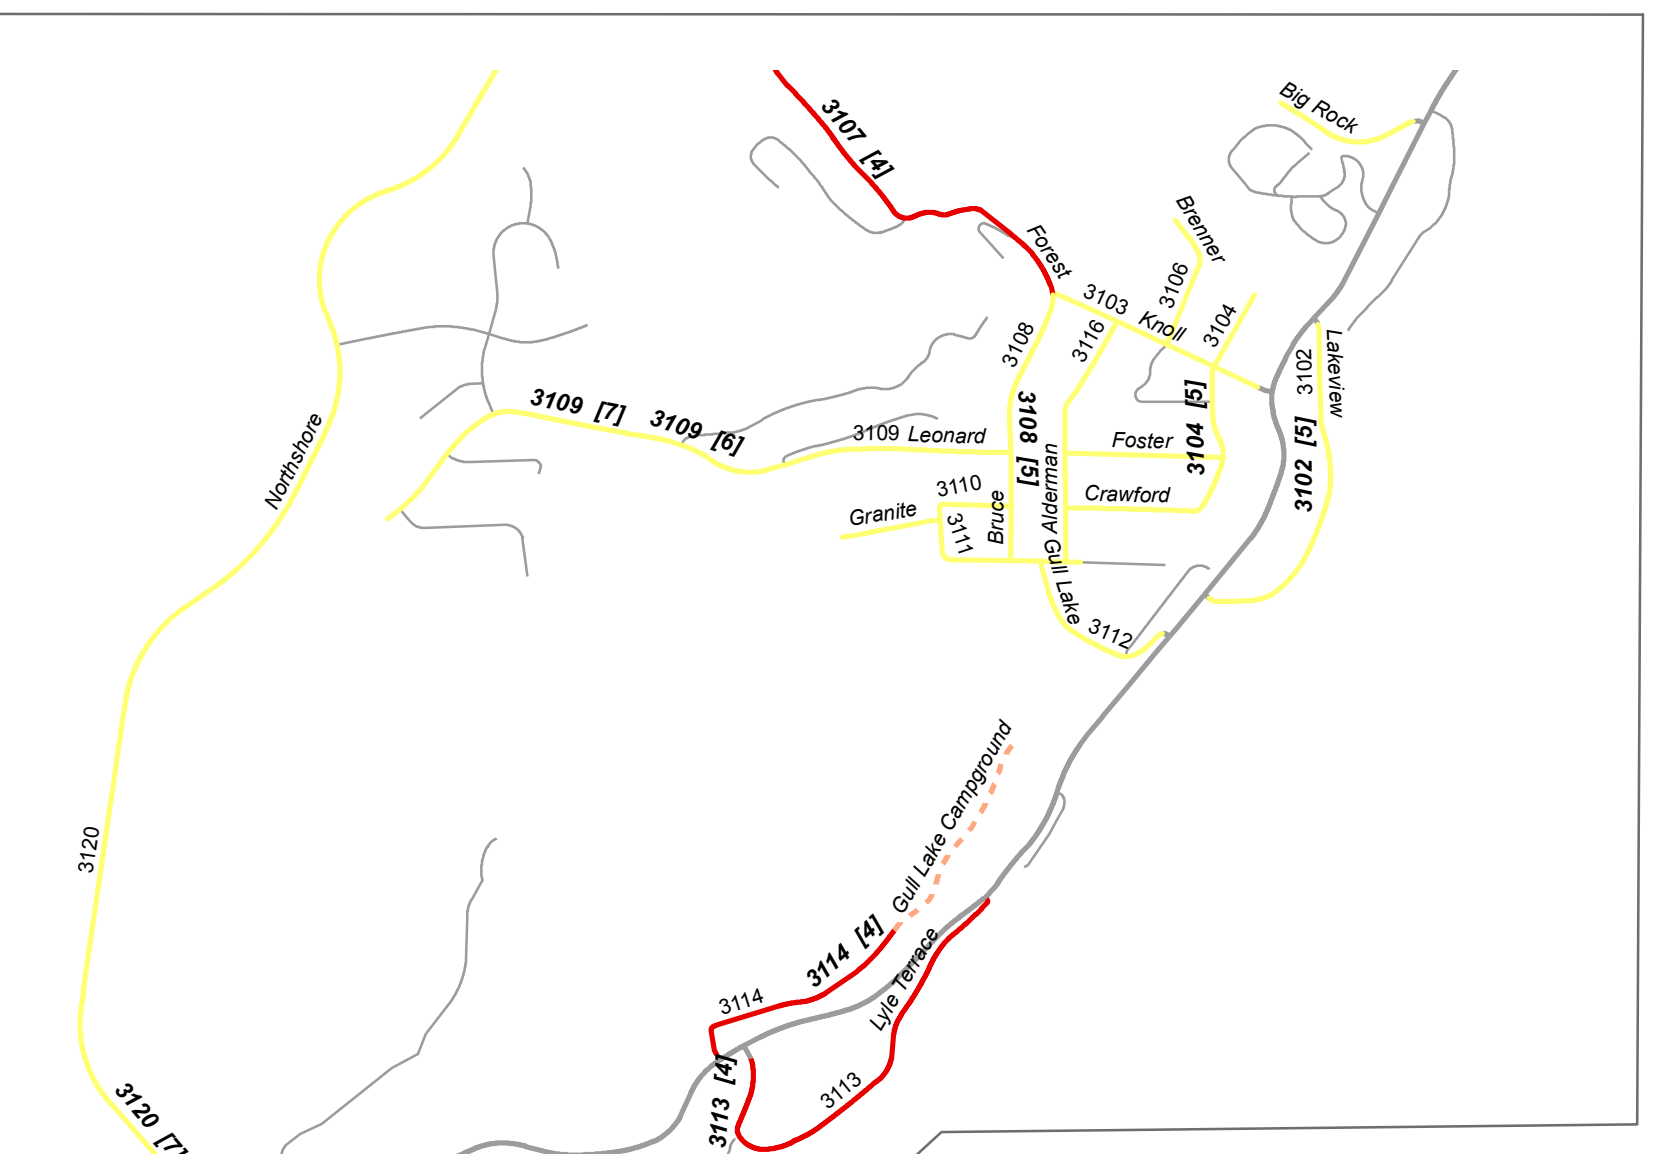 Big Rock
3107 [4]
Brenner
Forest
3106
3103
Knoll
3104
3116
3108
3102
Lakeview
3109 [7]
3109 [6]
3108 [5]
3104 [5]
3102 [5]
3109 Leonard
Foster
Northshore
Alderman
3110
Crawford
Granite
3111
Bruce
Gull Lake
3112
Gull Lake Campground
3120
3114 [4]
Lyle Terrace
3114
3113 [4]
3113
3120 [7]